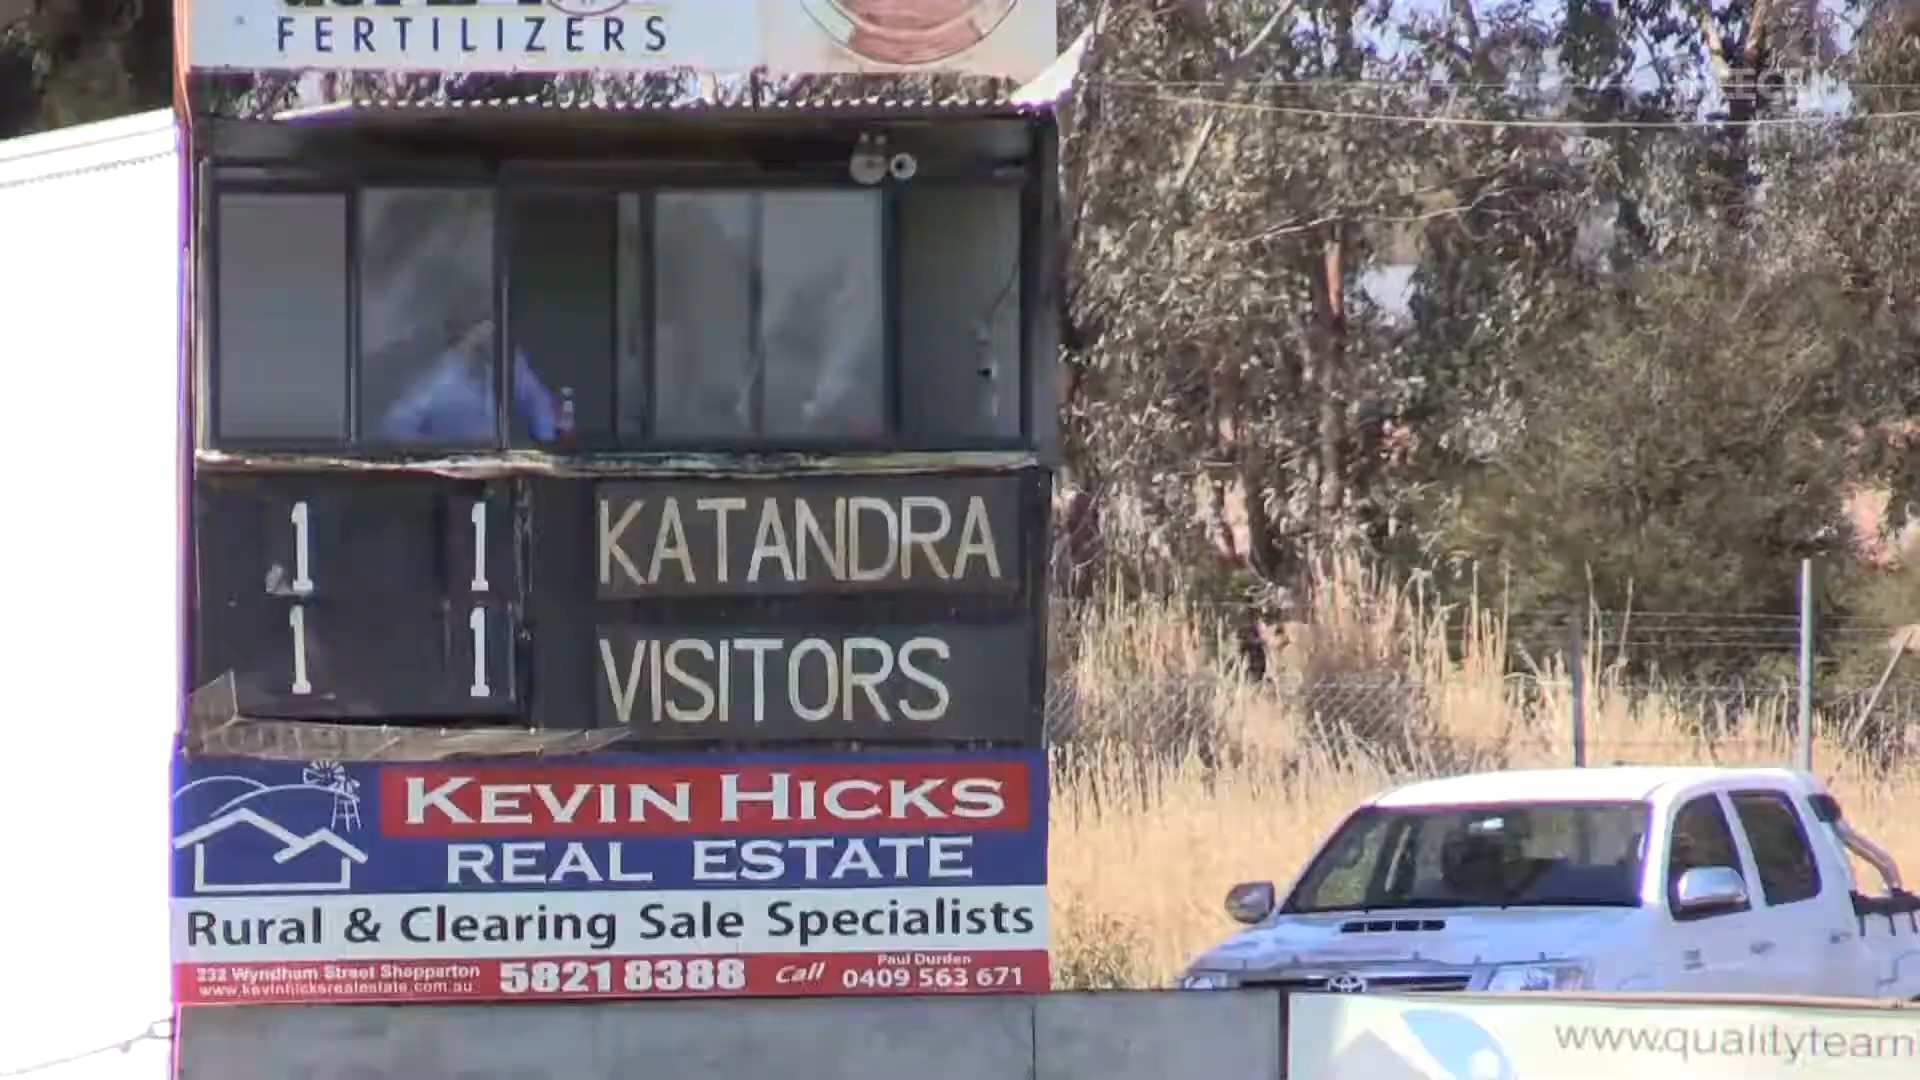 FERTILIZERS
1 1 KATANDRA
1 1 VISITORS
KEVIN HICKS
REAL ESTATE
Rural & Clearing Sale Specialists
232 Wyndham Street Shepparton
www.kevinhicksrealestate.com.au
5821 8388
Call
Paul Durden
0409 563 671
www.qualityteam